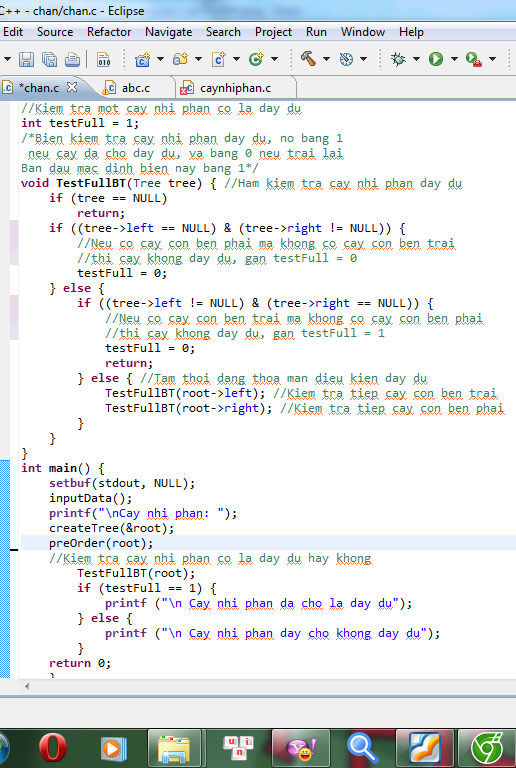 C++ - chan/chan.c - Eclipse
Edit Source Refactor Navigate Search Project Run Window Help
*chan.c abc.c caynhiphan.c
//Kiem tra mot cay nhi phan co la day du
int testFull = 1;
/*Bien kiem tra cay nhi phan day du, no bang 1
neu cay da cho day du, va bang 0 neu trai lai
Ban dau mac dinh bien nay bang 1*/
void TestFullBT(Tree tree) { //Ham kiem tra cay nhi phan day du
if (tree == NULL)
return;
if ((tree->left == NULL) & (tree->right != NULL)) {
//Neu co cay con ben phai ma khong co cay con ben trai
//thi cay khong day du, gan testFull = 0
testFull = 0;
} else {
if ((tree->left != NULL) & (tree->right == NULL)) {
//Neu co cay con ben trai ma khong co cay con ben phai
//thi cay khong day du, gan testFull = 1
testFull = 0;
return;
} else { //Tam thoi dang thoa man dieu kien day du
TestFullBT(root->left); //Kiem tra tiep cay con ben trai
TestFullBT(root->right); //Kiem tra tiep cay con ben phai
}
}
}
int main() {
setbuf(stdout, NULL);
inputData();
printf("\nCay nhi phan: ");
createTree(&root);
preOrder(root);
//Kiem tra cay nhi phan co la day du hay khong
TestFullBT(root);
if (testFull == 1) {
printf ("\n Cay nhi phan da cho la day du");
} else {
printf ("\n Cay nhi phan day cho khong day du");
}
return 0;
}